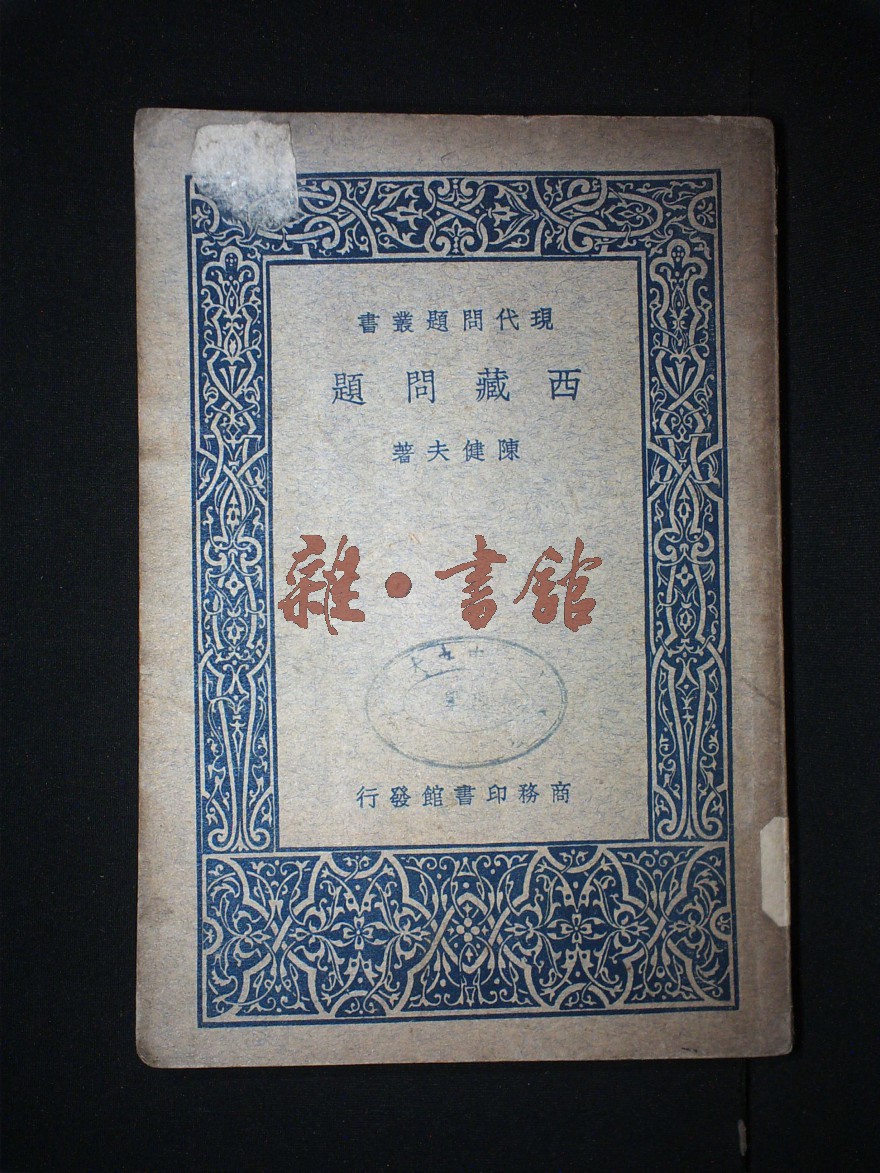 現代問題叢書
西藏問題
陳健夫著
雜·書館
商務印書館發行